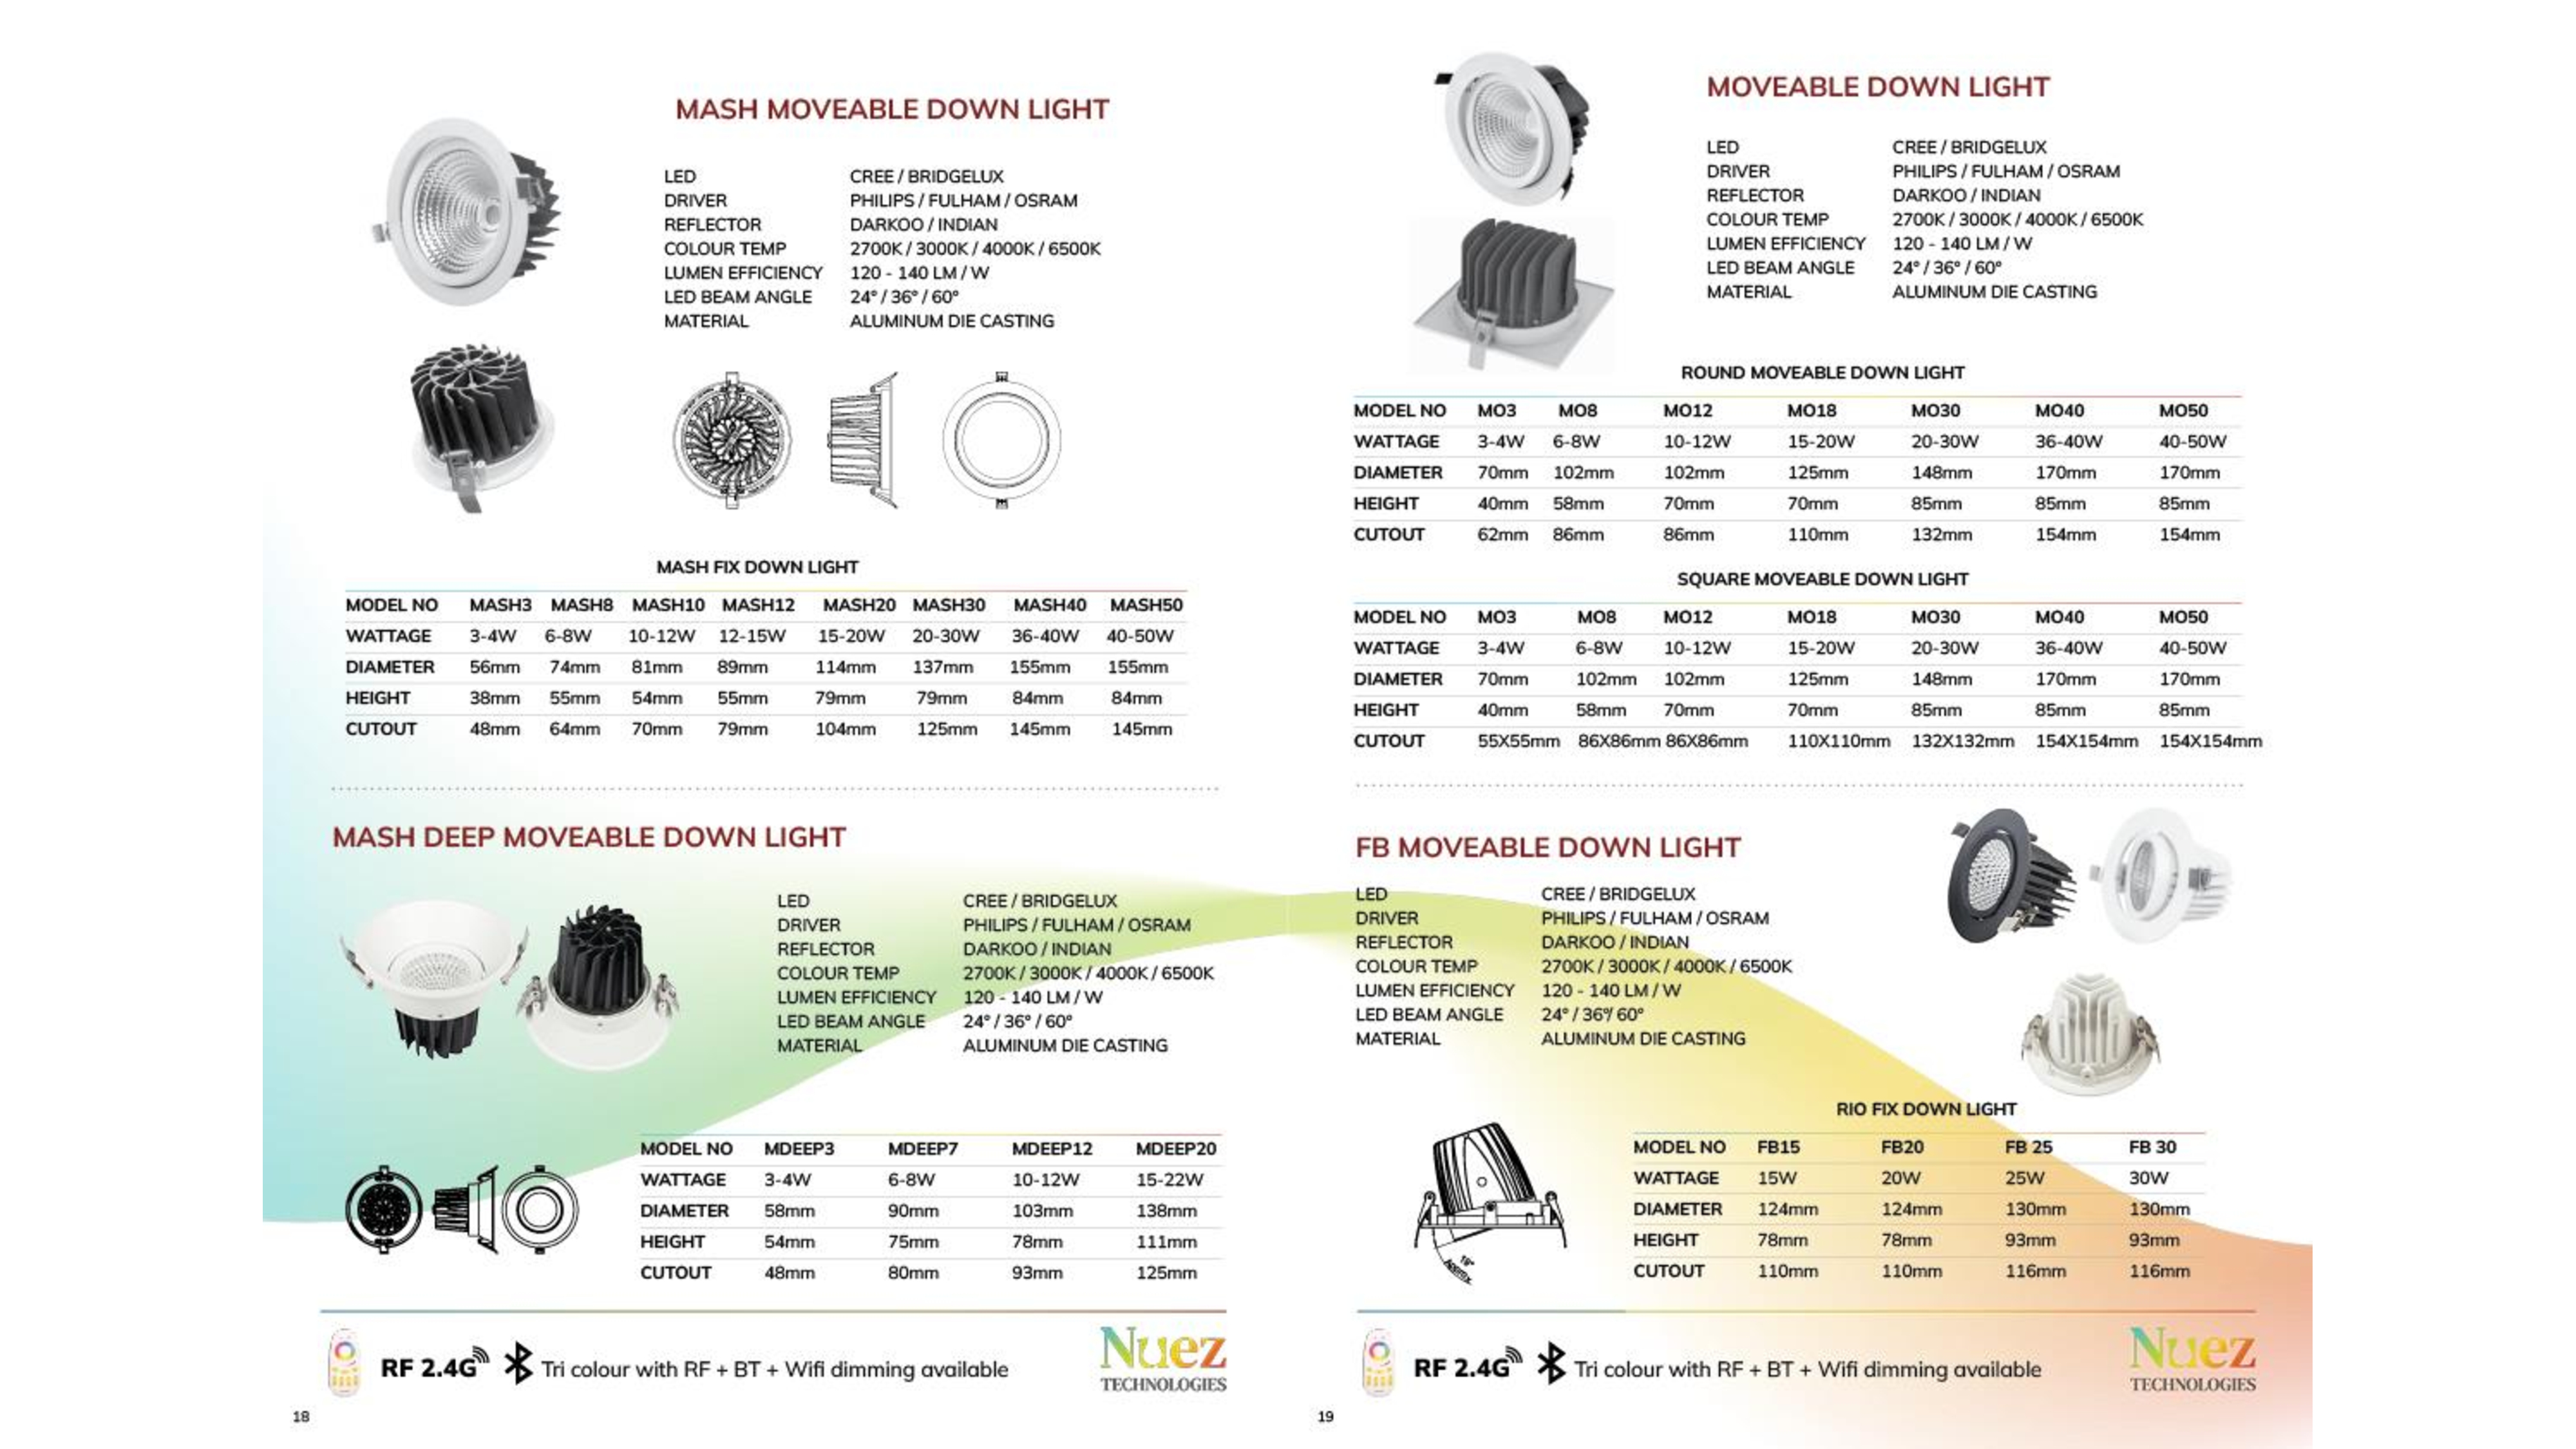 MASH MOVEABLE DOWN LIGHT
LED CREE / BRIDGELUX
DRIVER PHILIPS / FULHAM / OSRAM
REFLECTOR DARKOO / INDIAN
COLOUR TEMP 2700K / 3000K / 4000K / 6500K
LUMEN EFFICIENCY 120 - 140 LM / W
LED BEAM ANGLE 24° / 36° / 60°
MATERIAL ALUMINUM DIE CASTING
MASH FIX DOWN LIGHT
MODEL NO MASH3 MASH8 MASH10 MASH12 MASH20 MASH30 MASH40 MASH50
WATTAGE 3-4W 6-8W 10-12W 12-15W 15-20W 20-30W 36-40W 40-50W
DIAMETER 56mm 74mm 81mm 89mm 114mm 137mm 155mm 155mm
HEIGHT 38mm 55mm 54mm 55mm 79mm 79mm 84mm 84mm
CUTOUT 48mm 64mm 70mm 79mm 104mm 125mm 145mm 145mm
MASH DEEP MOVEABLE DOWN LIGHT
LED CREE / BRIDGELUX
DRIVER PHILIPS / FULHAM / OSRAM
REFLECTOR DARKOO / INDIAN
COLOUR TEMP 2700K / 3000K / 4000K / 6500K
LUMEN EFFICIENCY 120 - 140 LM / W
LED BEAM ANGLE 24° / 36° / 60°
MATERIAL ALUMINUM DIE CASTING
MODEL NO MDEEP3 MDEEP7 MDEEP12 MDEEP20
WATTAGE 3-4W 6-8W 10-12W 15-22W
DIAMETER 58mm 90mm 103mm 138mm
HEIGHT 54mm 75mm 78mm 111mm
CUTOUT 48mm 80mm 93mm 125mm
RF 2.4G Tri colour with RF + BT + Wifi dimming available
Nuez
TECHNOLOGIES
18
MOVEABLE DOWN LIGHT
LED CREE / BRIDGELUX
DRIVER PHILIPS / FULHAM / OSRAM
REFLECTOR DARKOO / INDIAN
COLOUR TEMP 2700K / 3000K / 4000K / 6500K
LUMEN EFFICIENCY 120 - 140 LM / W
LED BEAM ANGLE 24° / 36° / 60°
MATERIAL ALUMINUM DIE CASTING
ROUND MOVEABLE DOWN LIGHT
MODEL NO MO3 MO8 MO12 MO18 MO30 MO40 MO50
WATTAGE 3-4W 6-8W 10-12W 15-20W 20-30W 36-40W 40-50W
DIAMETER 70mm 102mm 102mm 125mm 148mm 170mm 170mm
HEIGHT 40mm 58mm 70mm 70mm 85mm 85mm 85mm
CUTOUT 62mm 86mm 86mm 110mm 132mm 154mm 154mm
SQUARE MOVEABLE DOWN LIGHT
MODEL NO MO3 MO8 MO12 MO18 MO30 MO40 MO50
WATTAGE 3-4W 6-8W 10-12W 15-20W 20-30W 36-40W 40-50W
DIAMETER 70mm 102mm 102mm 125mm 148mm 170mm 170mm
HEIGHT 40mm 58mm 70mm 70mm 85mm 85mm 85mm
CUTOUT 55X55mm 86X86mm 86X86mm 110X110mm 132X132mm 154X154mm 154X154mm
FB MOVEABLE DOWN LIGHT
LED CREE / BRIDGELUX
DRIVER PHILIPS / FULHAM / OSRAM
REFLECTOR DARKOO / INDIAN
COLOUR TEMP 2700K / 3000K / 4000K / 6500K
LUMEN EFFICIENCY 120 - 140 LM / W
LED BEAM ANGLE 24° / 36°/ 60°
MATERIAL ALUMINUM DIE CASTING
RIO FIX DOWN LIGHT
MODEL NO FB15 FB20 FB 25 FB 30
WATTAGE 15W 20W 25W 30W
DIAMETER 124mm 124mm 130mm 130mm
HEIGHT 78mm 78mm 93mm 93mm
CUTOUT 110mm 110mm 116mm 116mm
RF 2.4G Tri colour with RF + BT + Wifi dimming available
Nuez
TECHNOLOGIES
19